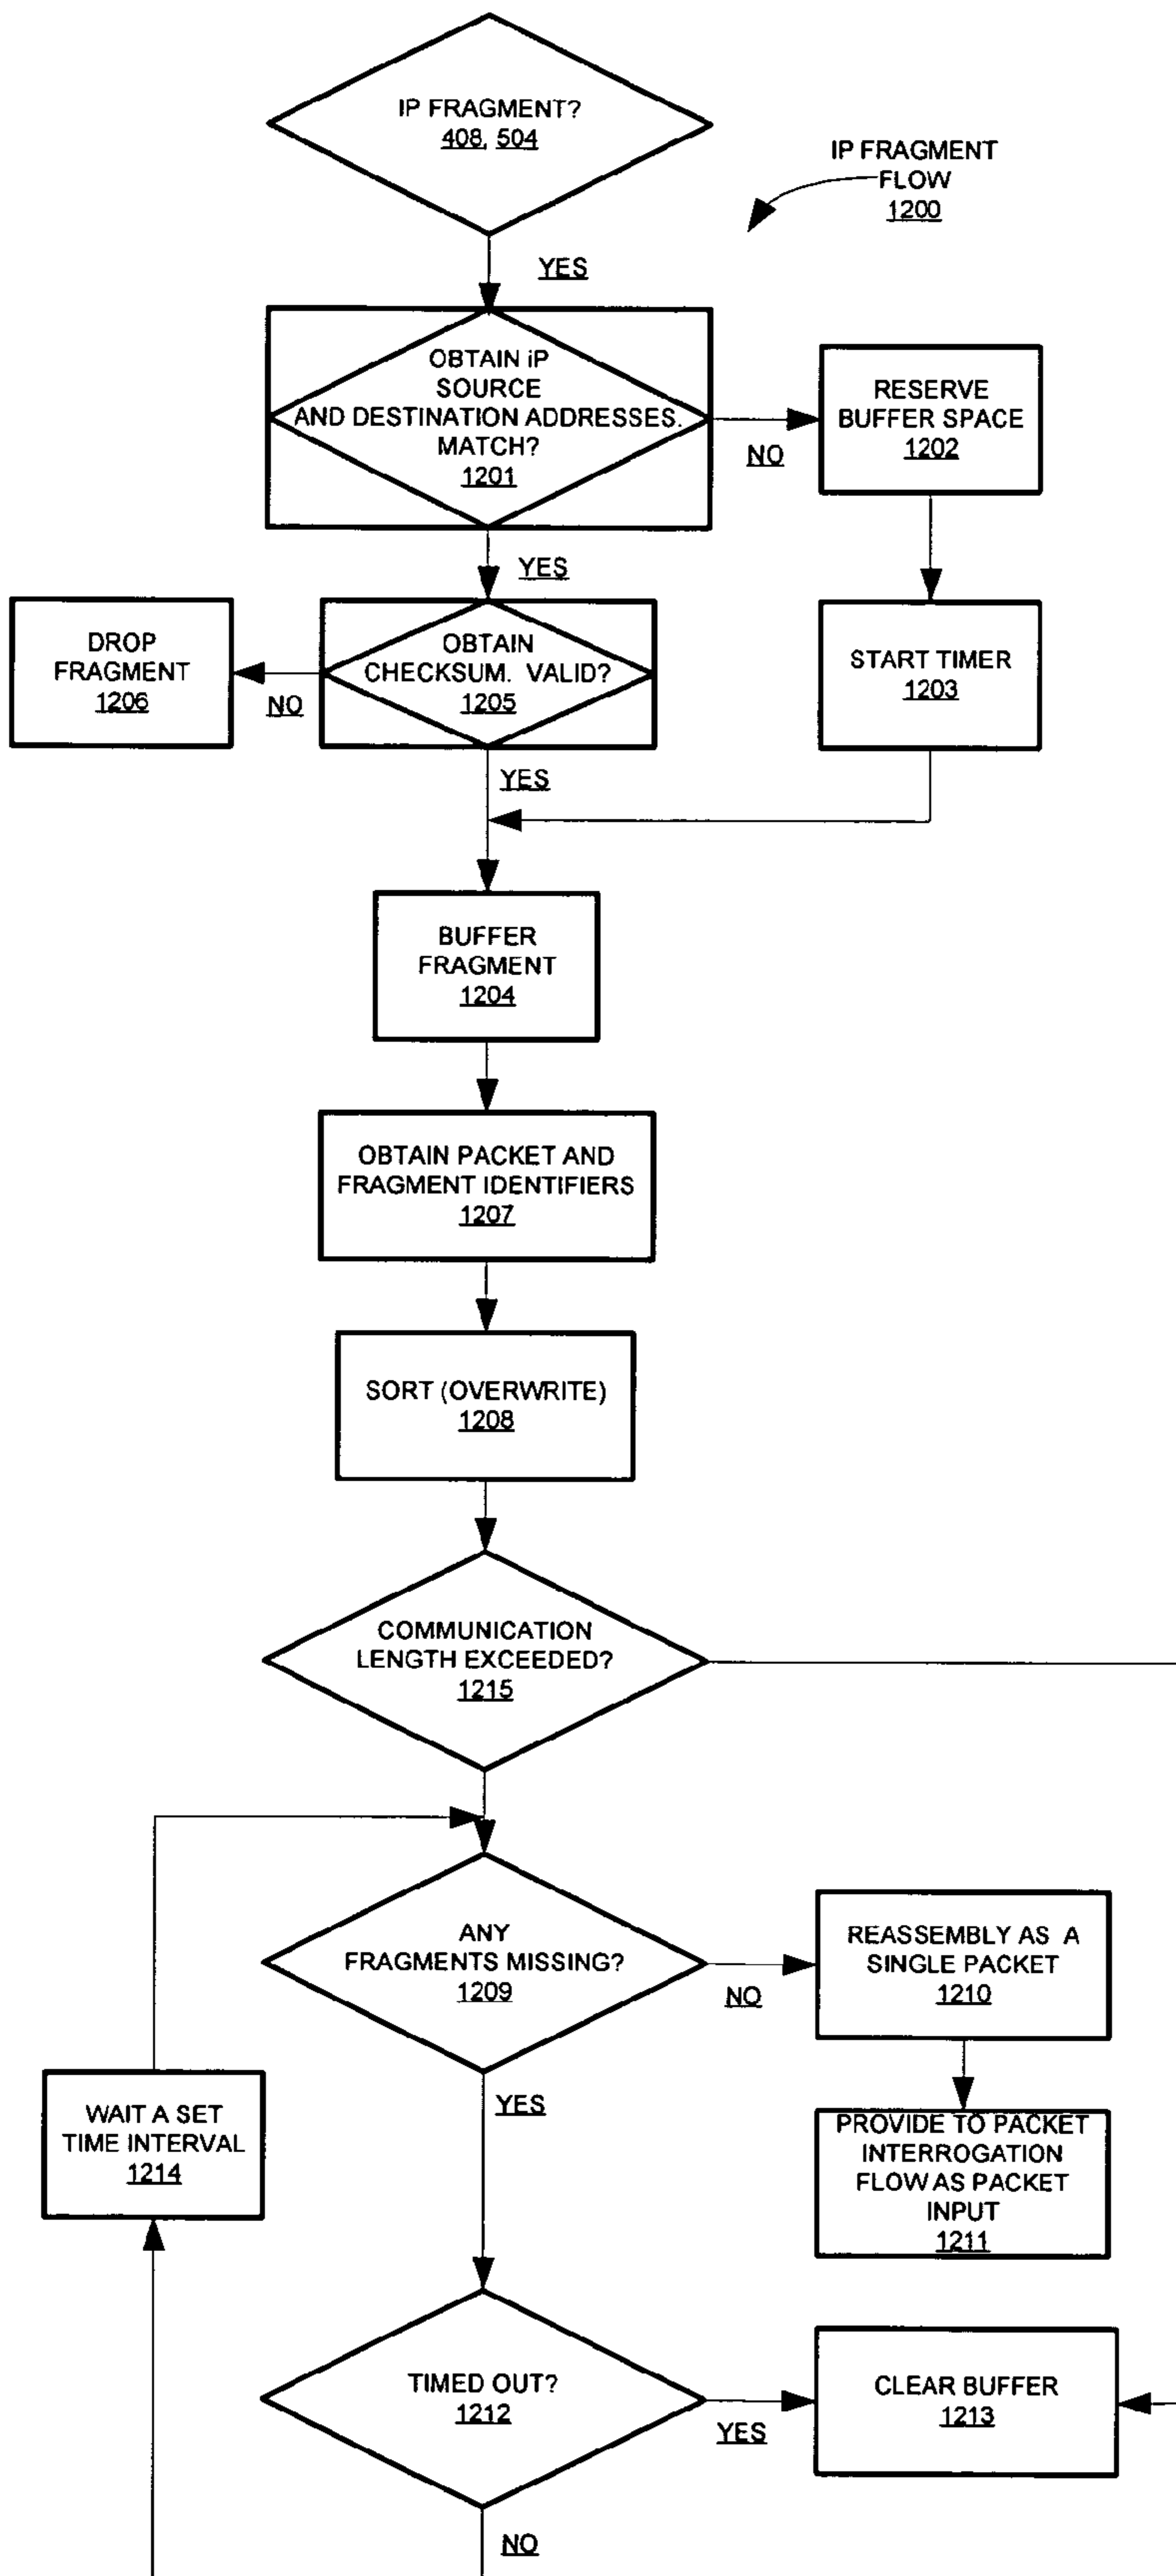 IP FRAGMENT?
408, 504
IP FRAGMENT
FLOW
1200
YES
OBTAIN iP
SOURCE
AND DESTINATION ADDRESSES.
MATCH?
1201
NO
RESERVE
BUFFER SPACE
1202
YES
DROP
FRAGMENT
1206
NO
OBTAIN
CHECKSUM. VALID?
1205
START TIMER
1203
YES
BUFFER
FRAGMENT
1204
OBTAIN PACKET AND
FRAGMENT IDENTIFIERS
1207
SORT (OVERWRITE)
1208
COMMUNICATION
LENGTH EXCEEDED?
1215
ANY
FRAGMENTS MISSING?
1209
NO
REASSEMBLY AS A
SINGLE PACKET
1210
WAIT A SET
TIME INTERVAL
1214
YES
PROVIDE TO PACKET
INTERROGATION
FLOW AS PACKET
INPUT
1211
TIMED OUT?
1212
YES
CLEAR BUFFER
1213
NO